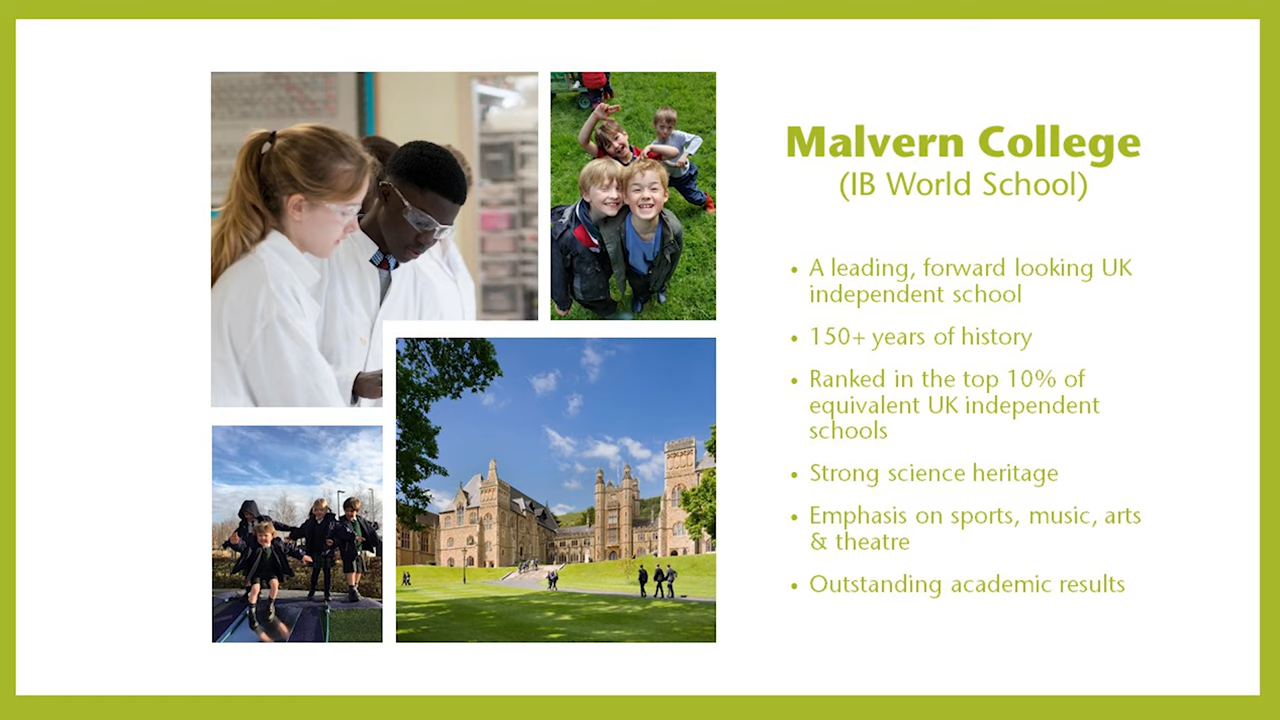 Malvern College
(IB World School)
• A leading, forward looking UK
independent school
• 150+ years of history
• Ranked in the top 10% of
equivalent UK independent
schools
• Strong science heritage
• Emphasis on sports, music, arts
& theatre
• Outstanding academic results